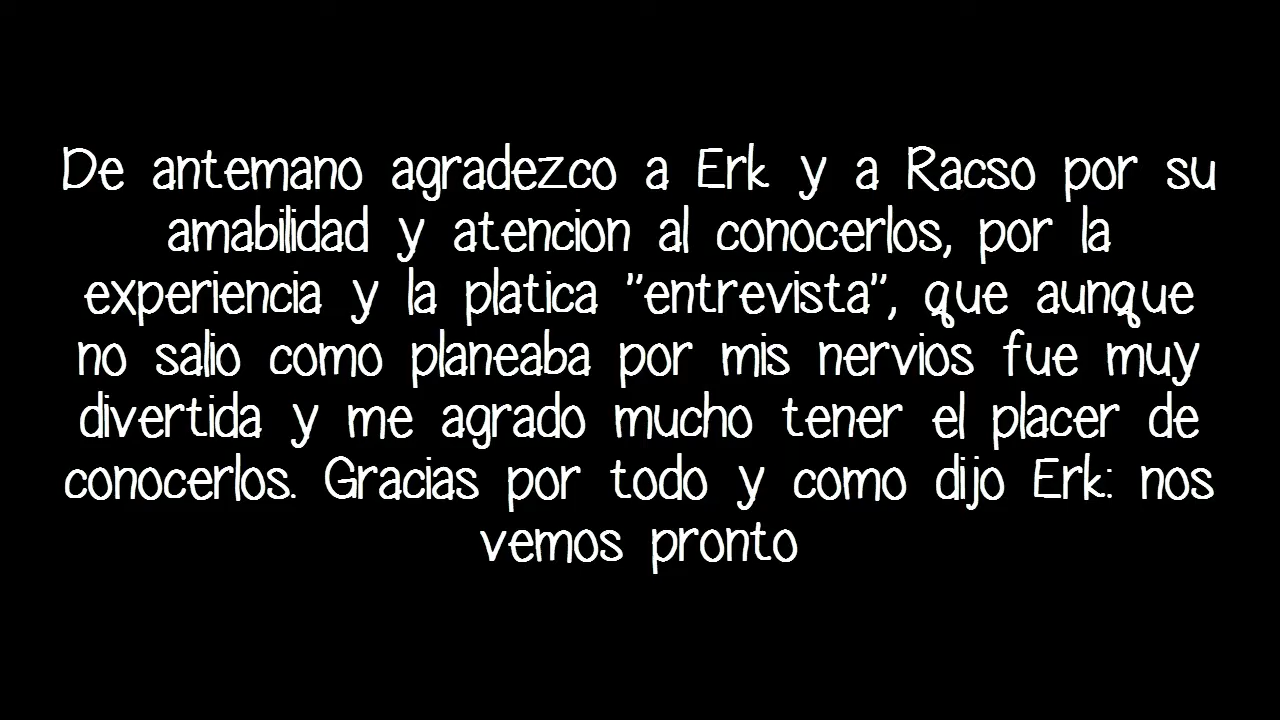 De antemano agradezco a Erk y a Racso por su
amabilidad y atencion al conocerlos, por la
experiencia y la platica "entrevista", que aunque
no salio como planeaba por mis nervios fue muy
divertida y me agrado mucho tener el placer de
conocerlos. Gracias por todo y como dijo Erk: nos
vemos pronto